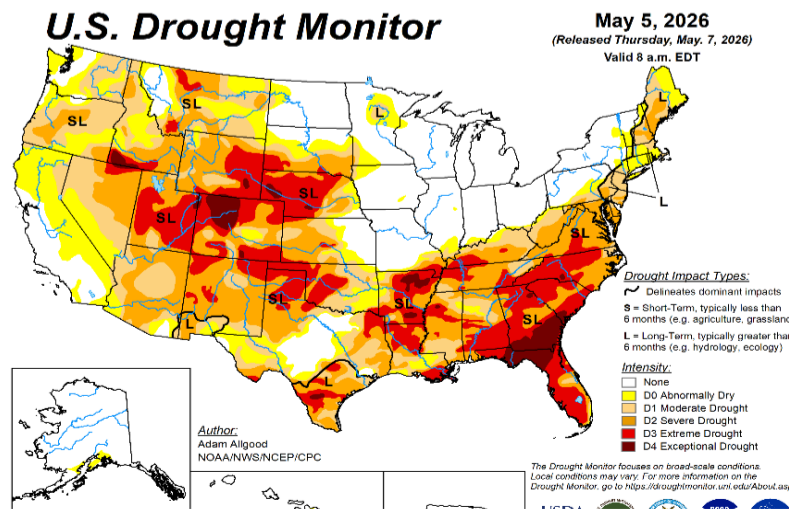 U.S. Drought Monitor
May 5, 2026
(Released Thursday, May. 7, 2026)
Valid 8 a.m. EDT
L
L
SL
SL
SL
SL
SL
L
SL
SL
SL
L
L
SL
Drought Impact Types:
Delineates dominant impacts
S = Short-Term, typically less than
6 months (e.g. agriculture, grassland
L = Long-Term, typically greater than
6 months (e.g. hydrology, ecology)
Intensity:
None
D0 Abnormally Dry
D1 Moderate Drought
D2 Severe Drought
D3 Extreme Drought
D4 Exceptional Drought
Author:
Adam Allgood
NOAA/NWS/NCEP/CPC
The Drought Monitor focuses on broad-scale conditions.
Local conditions may vary. For more information on the
Drought Monitor, go to https://droughtmonitor.unl.edu/About.asp
USDA